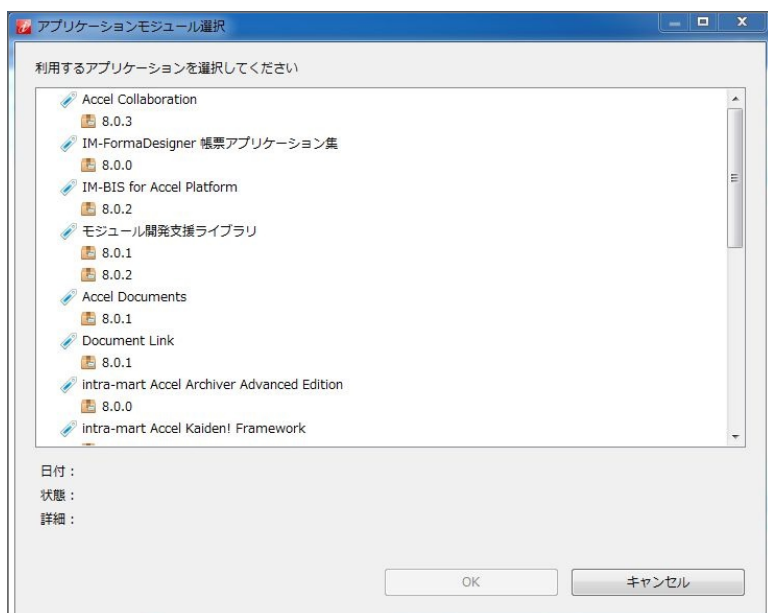 アプリケーションモジュール選択
利用するアプリケーションを選択してください
Accel Collaboration
8.0.3
IM-FormaDesigner 帳票アプリケーション集
8.0.0
IM-BIS for Accel Platform
8.0.2
モジュール開発支援ライブラリ
8.0.1
8.0.2
Accel Documents
8.0.1
Document Link
8.0.1
intra-mart Accel Archiver Advanced Edition
8.0.0
intra-mart Accel Kaiden! Framework
日付：
状態：
詳細：
OK
キャンセル